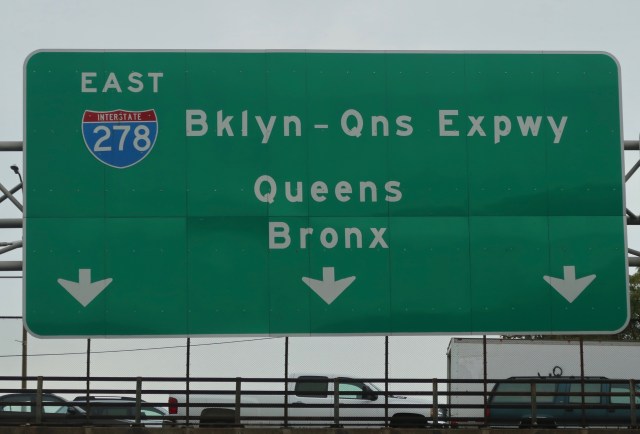 EAST
INTERSTATE
278
Bklyn - Qns Expwy
Queens
Bronx